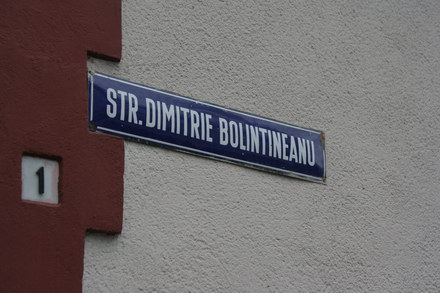 STR. DIMITRIE BOLINTINEANU
1